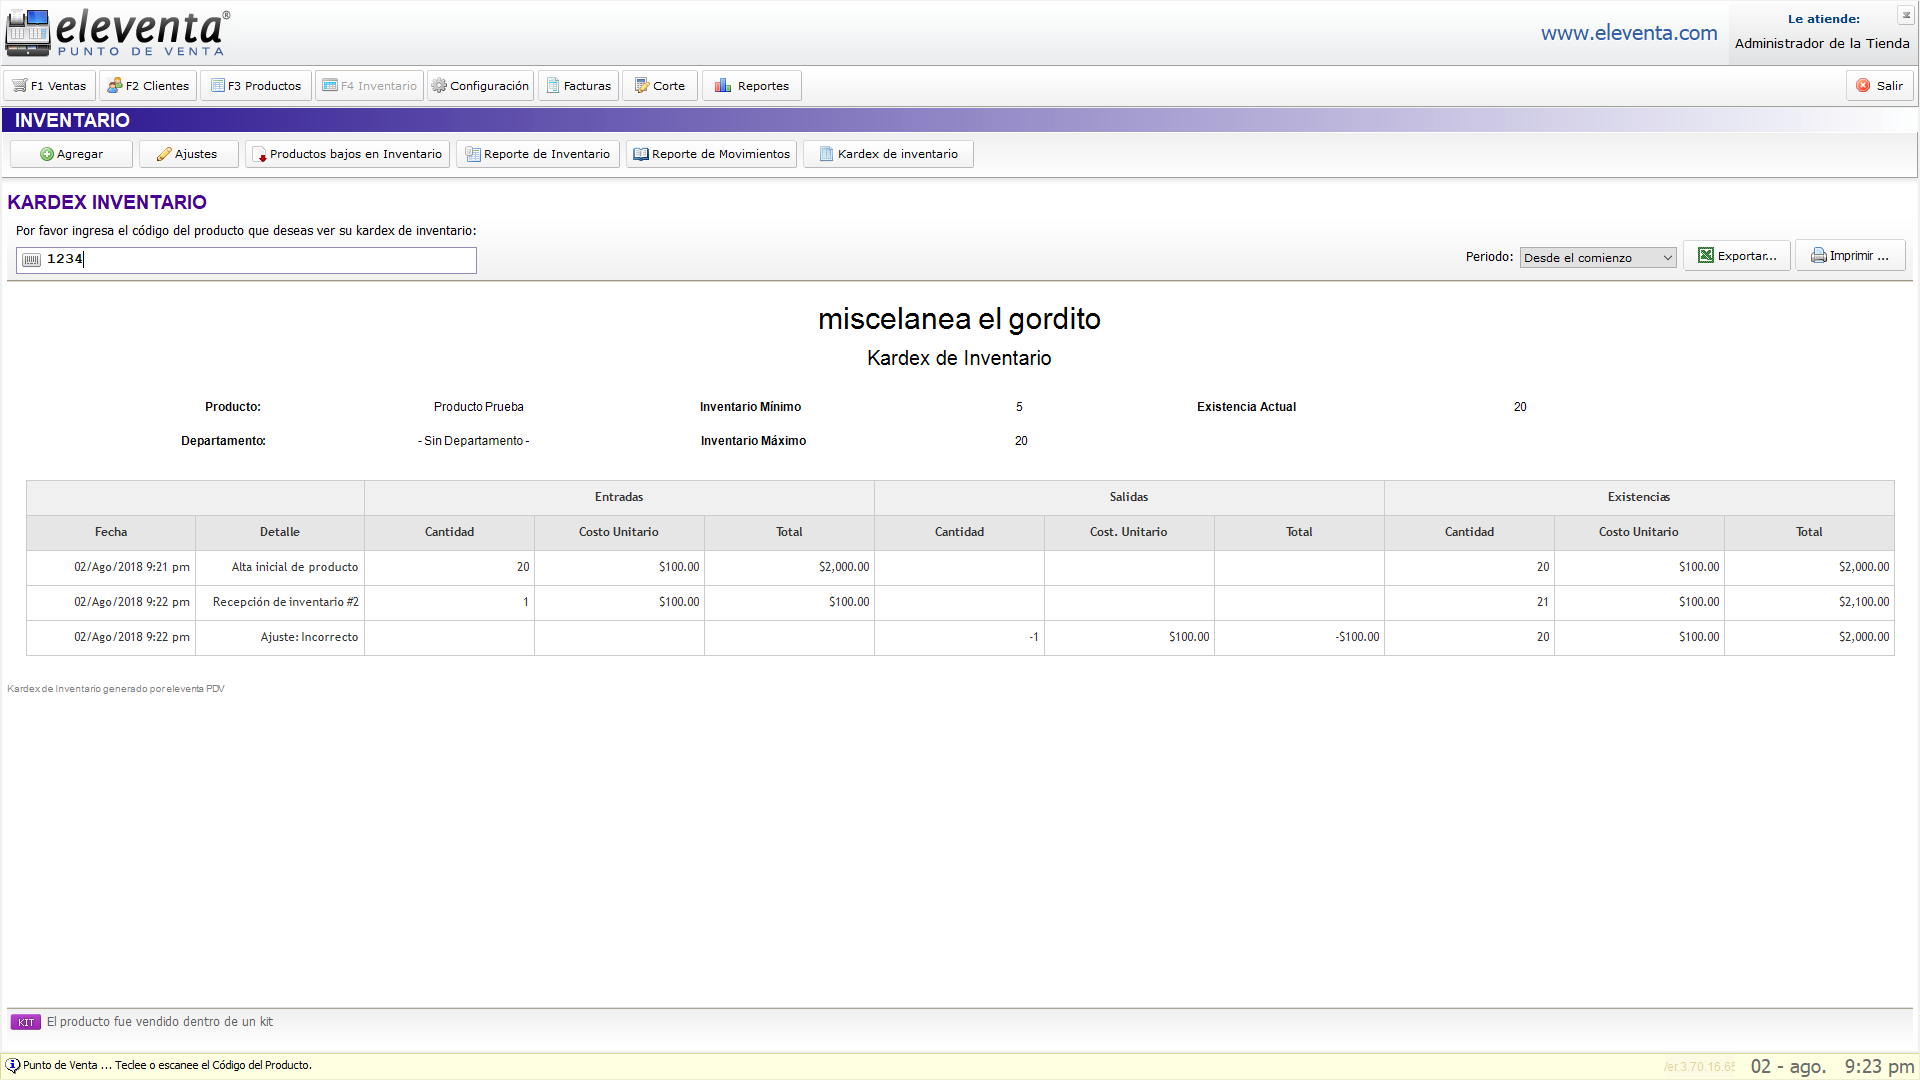 eleventa®
PUNTO DE VENTA
www.eleventa.com
Le atiende:
Administrador de la Tienda
F1 Ventas
F2 Clientes
F3 Productos
F4 Inventario
Configuración
Facturas
Corte
Reportes
Salir
INVENTARIO
Agregar
Ajustes
Productos bajos en Inventario
Reporte de Inventario
Reporte de Movimientos
Kardex de inventario
KARDEX INVENTARIO
Por favor ingresa el código del producto que deseas ver su kardex de inventario:
1234
Periodo:
Desde el comienzo
Exportar...
Imprimir ...
miscelanea el gordito
Kardex de Inventario
Producto: Producto Prueba Inventario Mínimo 5 Existencia Actual 20
Departamento: - Sin Departamento - Inventario Máximo 20
Entradas Salidas Existencias
Fecha Detalle Cantidad Costo Unitario Total Cantidad Cost. Unitario Total Cantidad Costo Unitario Total
02/Ago/2018 9:21 pm Alta inicial de producto 20 $100.00 $2,000.00 20 $100.00 $2,000.00
02/Ago/2018 9:22 pm Recepción de inventario #2 1 $100.00 $100.00 21 $100.00 $2,100.00
02/Ago/2018 9:22 pm Ajuste: Incorrecto -1 $100.00 -$100.00 20 $100.00 $2,000.00
Kardex de Inventario generado por eleventa PDV
KIT El producto fue vendido dentro de un kit
Punto de Venta ... Teclee o escanee el Código del Producto.
02 - ago. 9:23 pm